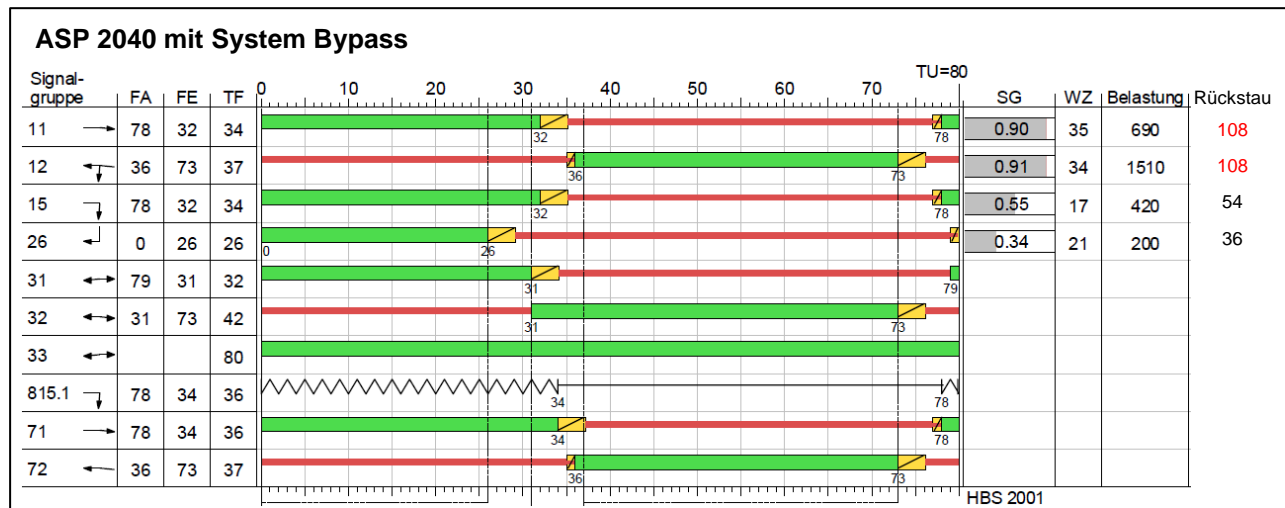 ASP 2040 mit System Bypass
Signal-
gruppe FA FE TF 0 10 20 30 40 50 60 70 TU=80 SG WZ Belastung Rückstau
11 78 32 34 32 78 0.90 35 690 108
12 36 73 37 36 73 0.91 34 1510 108
15 78 32 34 32 78 0.55 17 420 54
26 0 26 26 0 26 0.34 21 200 36
31 79 31 32 31 79
32 31 73 42 31 73
33 80
815.1 78 34 36 34 78
71 78 34 36 34 78
72 36 73 37 36 73
HBS 2001